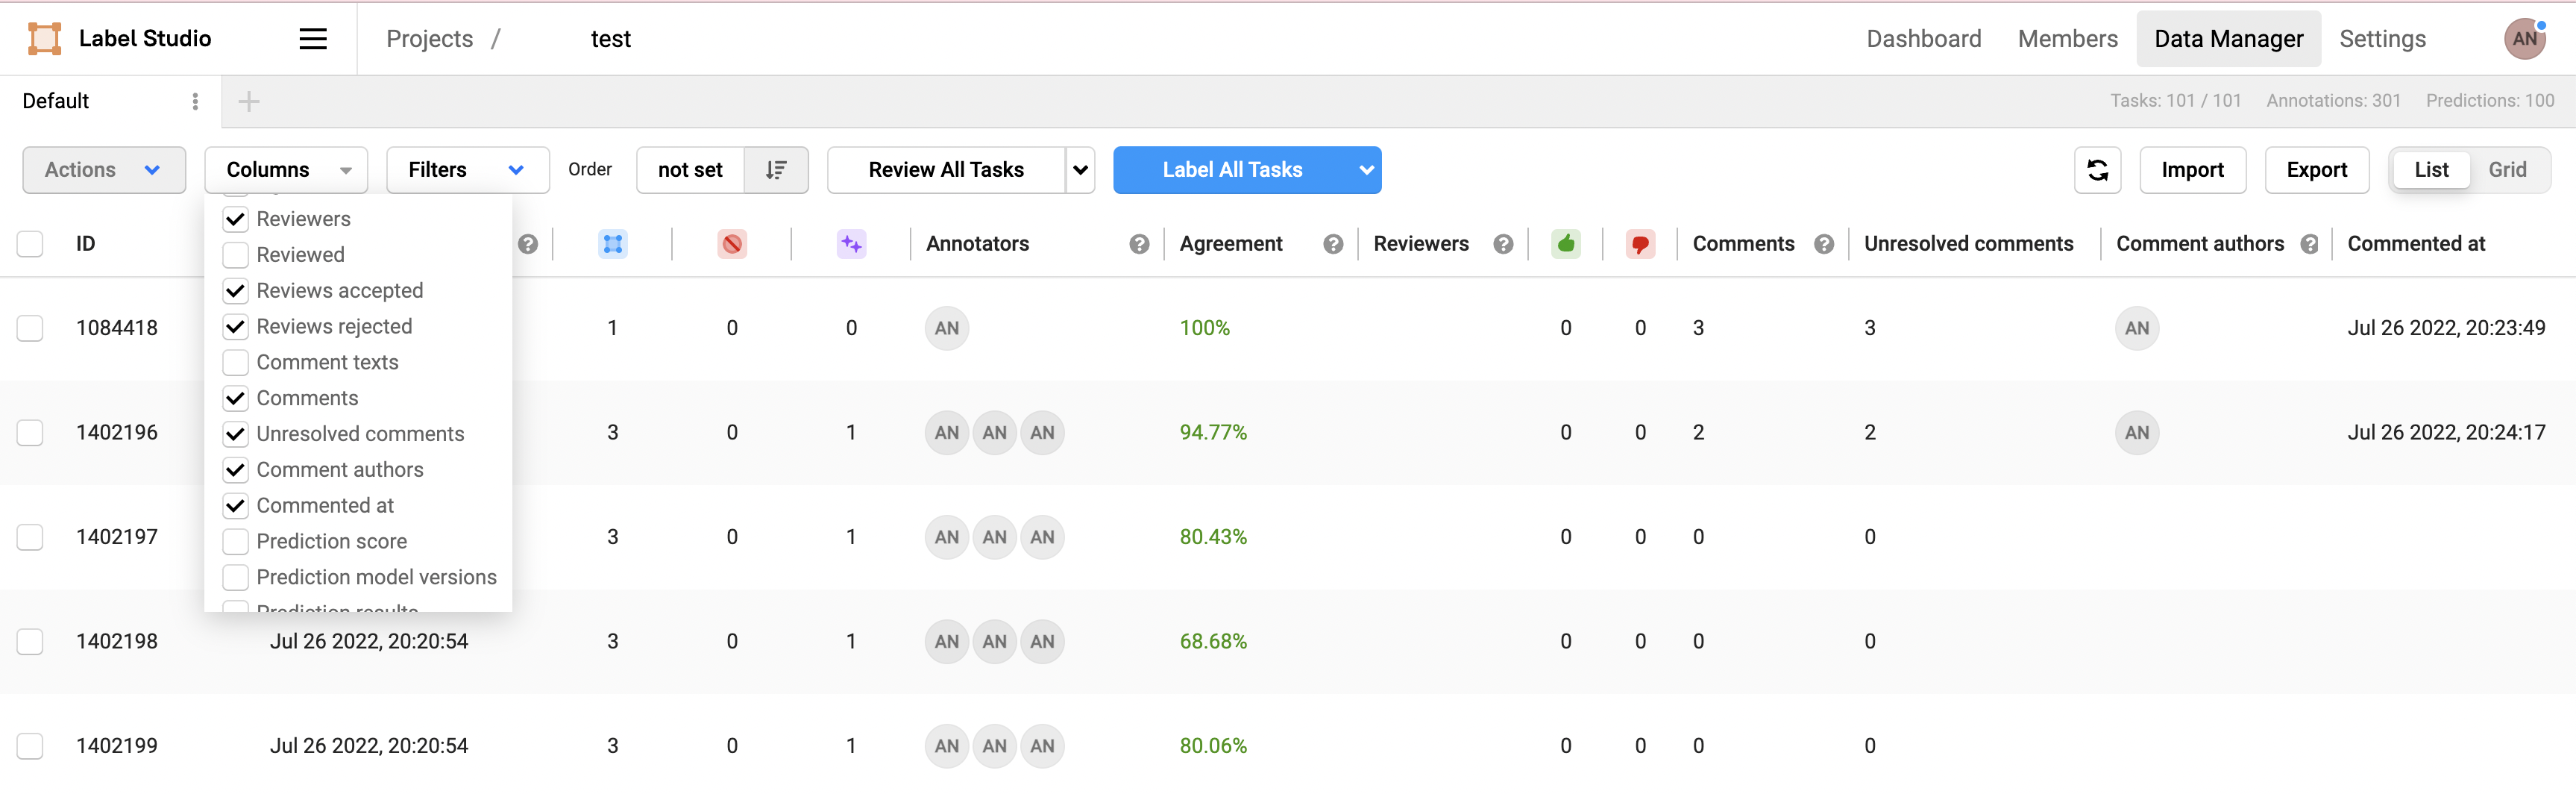 Label Studio Projects / test Dashboard Members Data Manager Settings AN
Default Tasks: 101 / 101 Annotations: 301 Predictions: 100
Actions Columns Filters Order not set Review All Tasks Label All Tasks Import Export List Grid
ID Annotators Agreement Reviewers Comments Unresolved comments Comment authors Commented at
Reviewers
Reviewed
Reviews accepted
Reviews rejected
Comment texts
Comments
Unresolved comments
Comment authors
Commented at
Prediction score
Prediction model versions
Prediction results
1084418 1 0 0 AN 100% 0 0 3 3 AN Jul 26 2022, 20:23:49
1402196 3 0 1 AN AN AN 94.77% 0 0 2 2 AN Jul 26 2022, 20:24:17
1402197 3 0 1 AN AN AN 80.43% 0 0 0 0
1402198 Jul 26 2022, 20:20:54 3 0 1 AN AN AN 68.68% 0 0 0 0
1402199 Jul 26 2022, 20:20:54 3 0 1 AN AN AN 80.06% 0 0 0 0